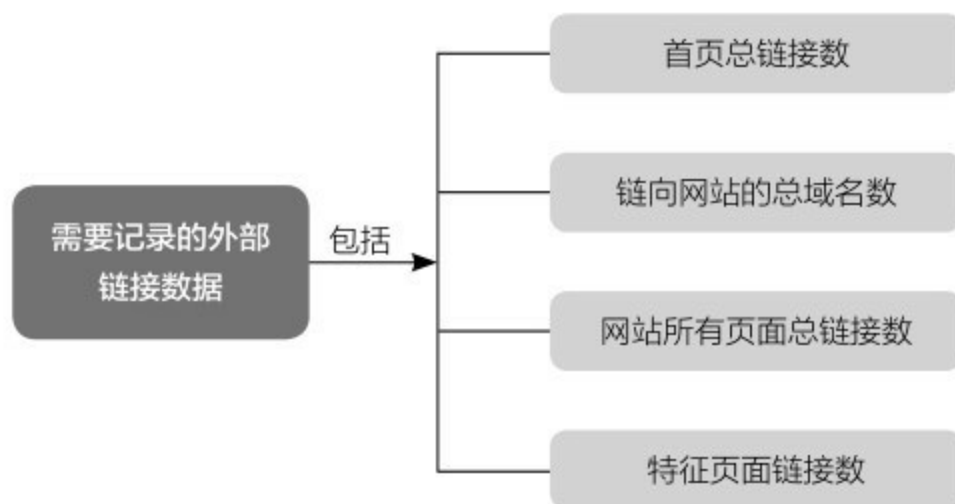 需要记录的外部
链接数据
包括
首页总链接数
链向网站的总域名数
网站所有页面总链接数
特征页面链接数